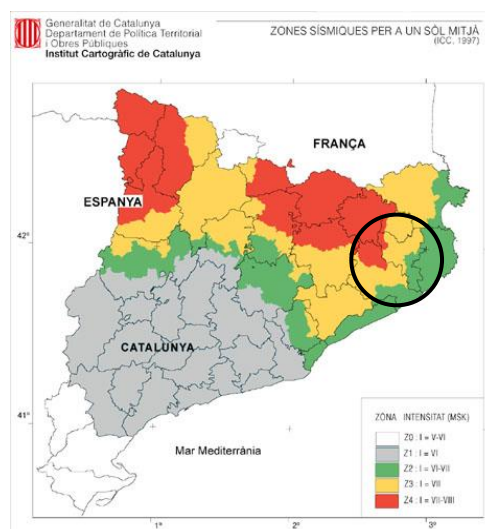 Generalitat de Catalunya
Departament de Política Territorial
i Obres Públiques
Institut Cartogràfic de Catalunya
ZONES SÍSMIQUES PER A UN SÒL MITJÀ
(ICC, 1997)
FRANÇA
ESPANYA
42°
CATALUNYA
41°
Mar Mediterrània
ZONA INTENSITAT (MSK)
Z0 : I = V-VI
Z1 : I = VI
Z2 : I = VI-VII
Z3 : I = VII
Z4 : I = VII-VIII
1° 2° 3°